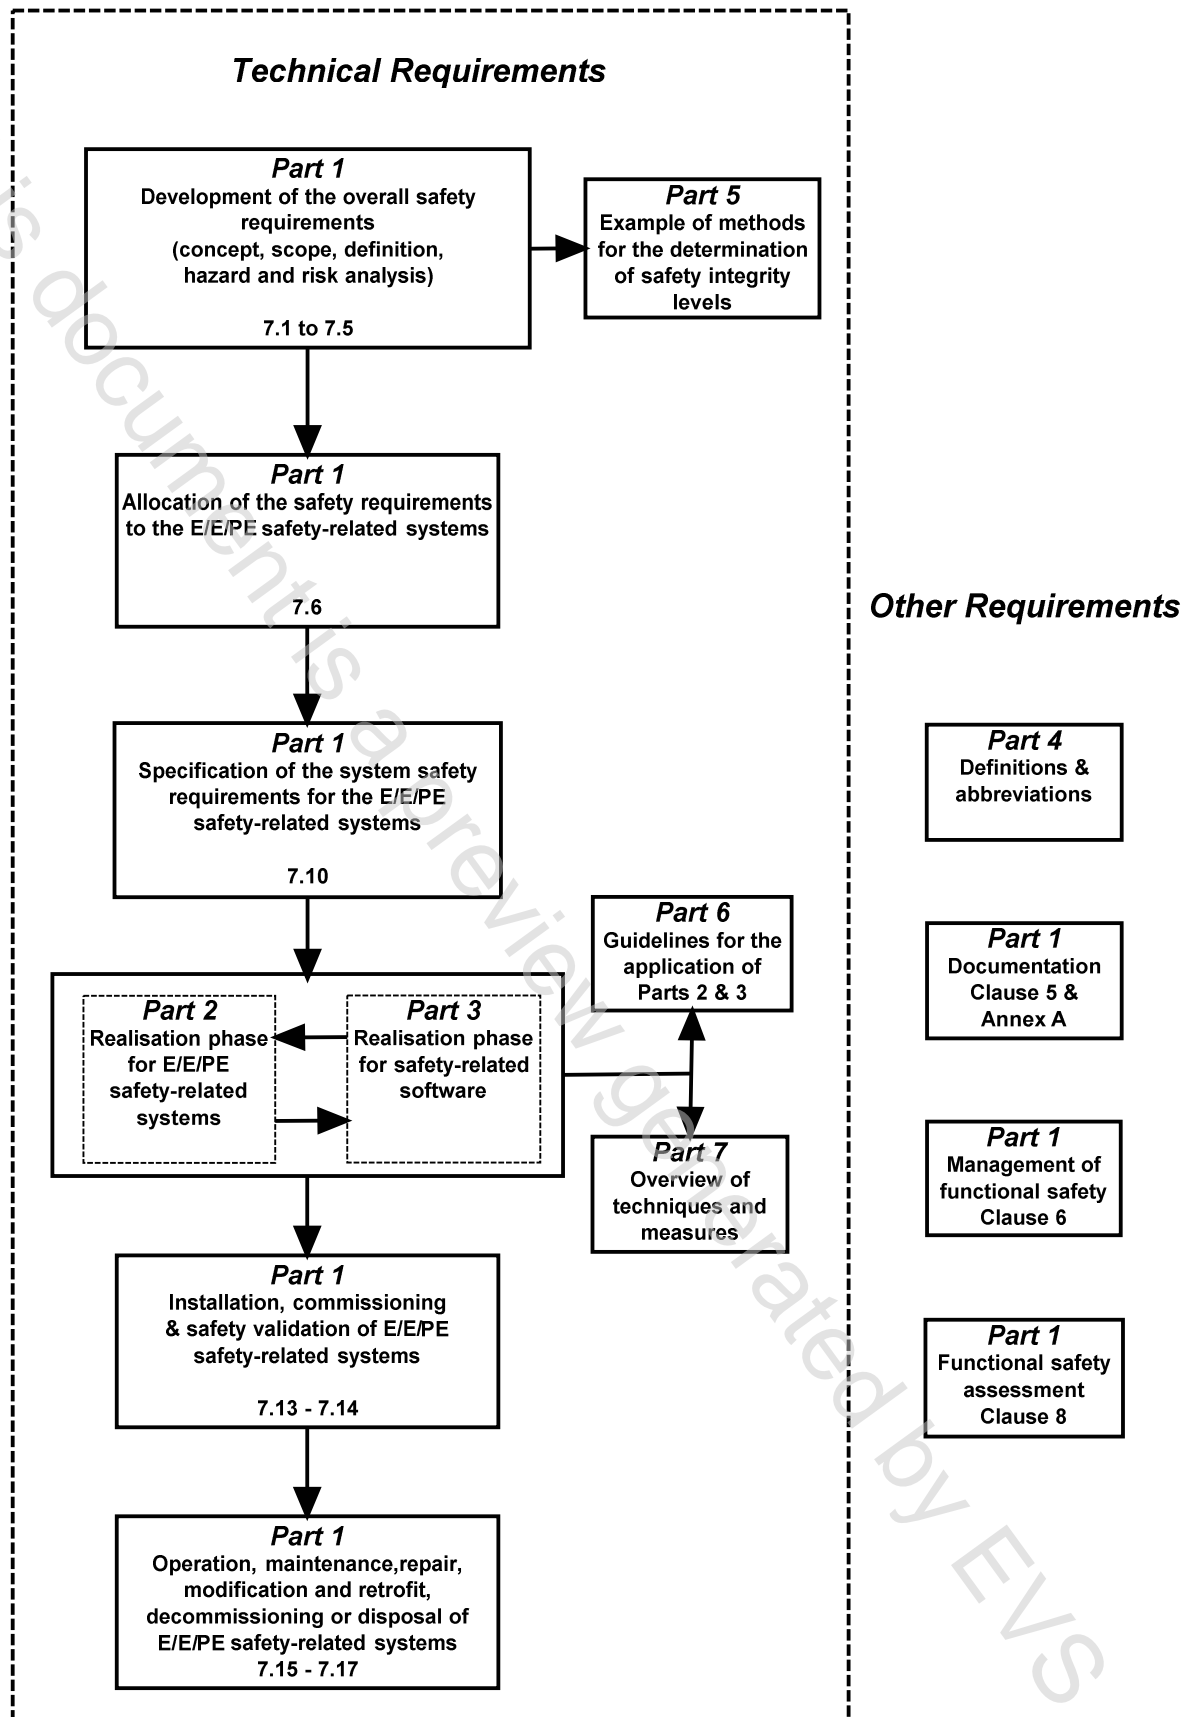 Technical Requirements
Part 1
Development of the overall safety
requirements
(concept, scope, definition,
hazard and risk analysis)
7.1 to 7.5
Part 5
Example of methods
for the determination
of safety integrity
levels
Part 1
Allocation of the safety requirements
to the E/E/PE safety-related systems
7.6
Other Requirements
Part 1
Specification of the system safety
requirements for the E/E/PE
safety-related systems
7.10
Part 4
Definitions &
abbreviations
Part 6
Guidelines for the
application of
Parts 2 & 3
Part 1
Documentation
Clause 5 &
Annex A
Part 2
Realisation phase
for E/E/PE
safety-related
systems
Part 3
Realisation phase
for safety-related
software
Part 7
Overview of
techniques and
measures
Part 1
Management of
functional safety
Clause 6
Part 1
Installation, commissioning
& safety validation of E/E/PE
safety-related systems
7.13 - 7.14
Part 1
Functional safety
assessment
Clause 8
Part 1
Operation, maintenance,repair,
modification and retrofit,
decommissioning or disposal of
E/E/PE safety-related systems
7.15 - 7.17
is document is a preview generated by EVS